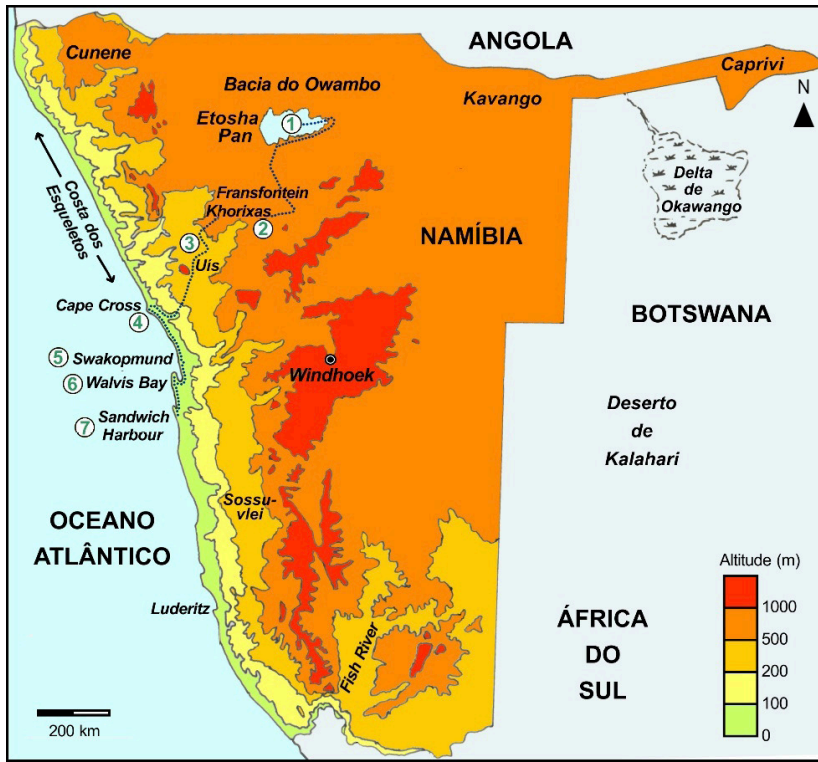 ANGOLA
Cunene
Caprivi
Bacia do Owambo
Kavango
N
Etosha
Pan
1
Delta
de
Okawango
Costa dos
Esqueletos
Fransfontein
Khorixas
2
NAMÍBIA
3
Uis
Cape Cross
4
BOTSWANA
5 Swakopmund
6 Walvis Bay
Windhoek
7 Sandwich
Harbour
Deserto
de
Kalahari
Sossu-
vlei
OCEANO
ATLÂNTICO
Luderitz
Fish River
ÁFRICA
DO
SUL
Altitude (m)
1000
500
200
100
0
200 km